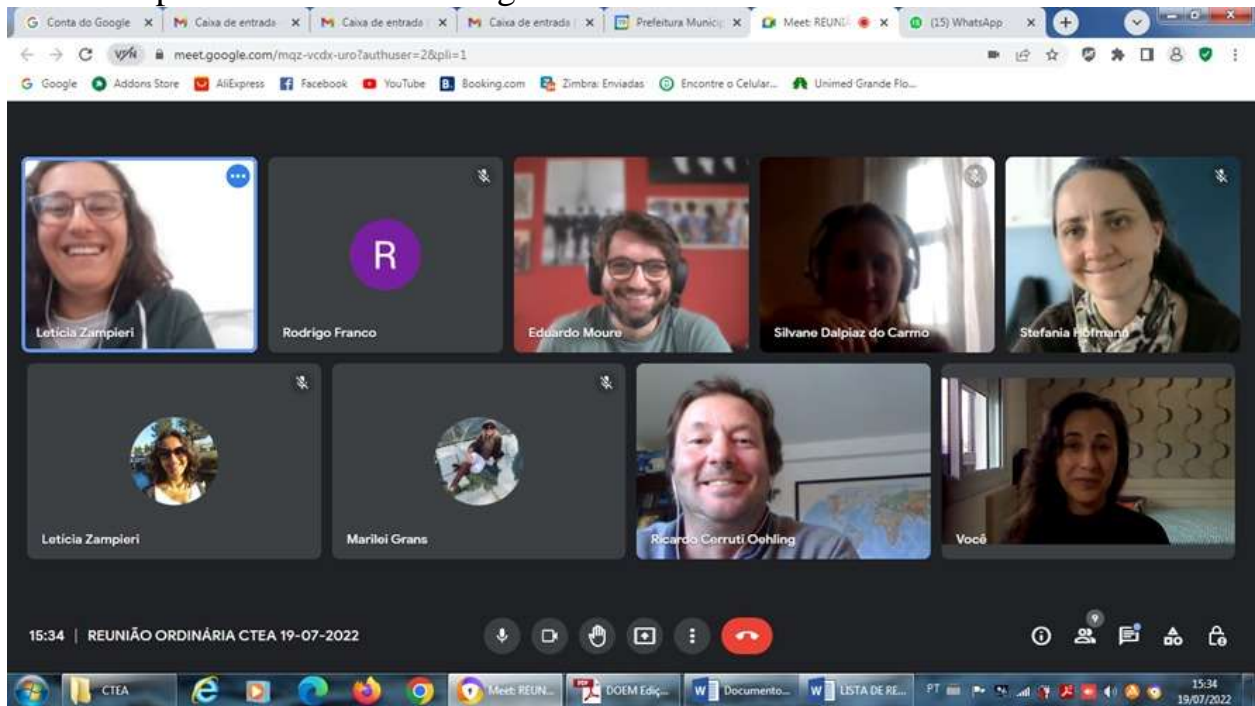 Conta do Google
Caixa de entrada
Caixa de entrada
Caixa de entrada
Prefeitura Municip
Meet: REUNI
(15) WhatsApp
VPN meet.google.com/mqz-vcdx-uro?authuser=2&pli=1
Google Addons Store AliExpress Facebook YouTube Booking.com Zimbra: Enviadas Encontre o Celular... Unimed Grande Flo...
R
Letícia Zampieri
Rodrigo Franco
Eduardo Moure
Silvane Dalpiaz do Carmo
Stefania Hofmann
Letícia Zampieri
Marilei Grans
Ricardo Cerruti Oehling
Você
15:34 | REUNIÃO ORDINÁRIA CTEA 19-07-2022
9
CTEA
Meet: REUN...
DOEM Ediç...
Documento...
LISTA DE RE...
PT
15:34
19/07/2022